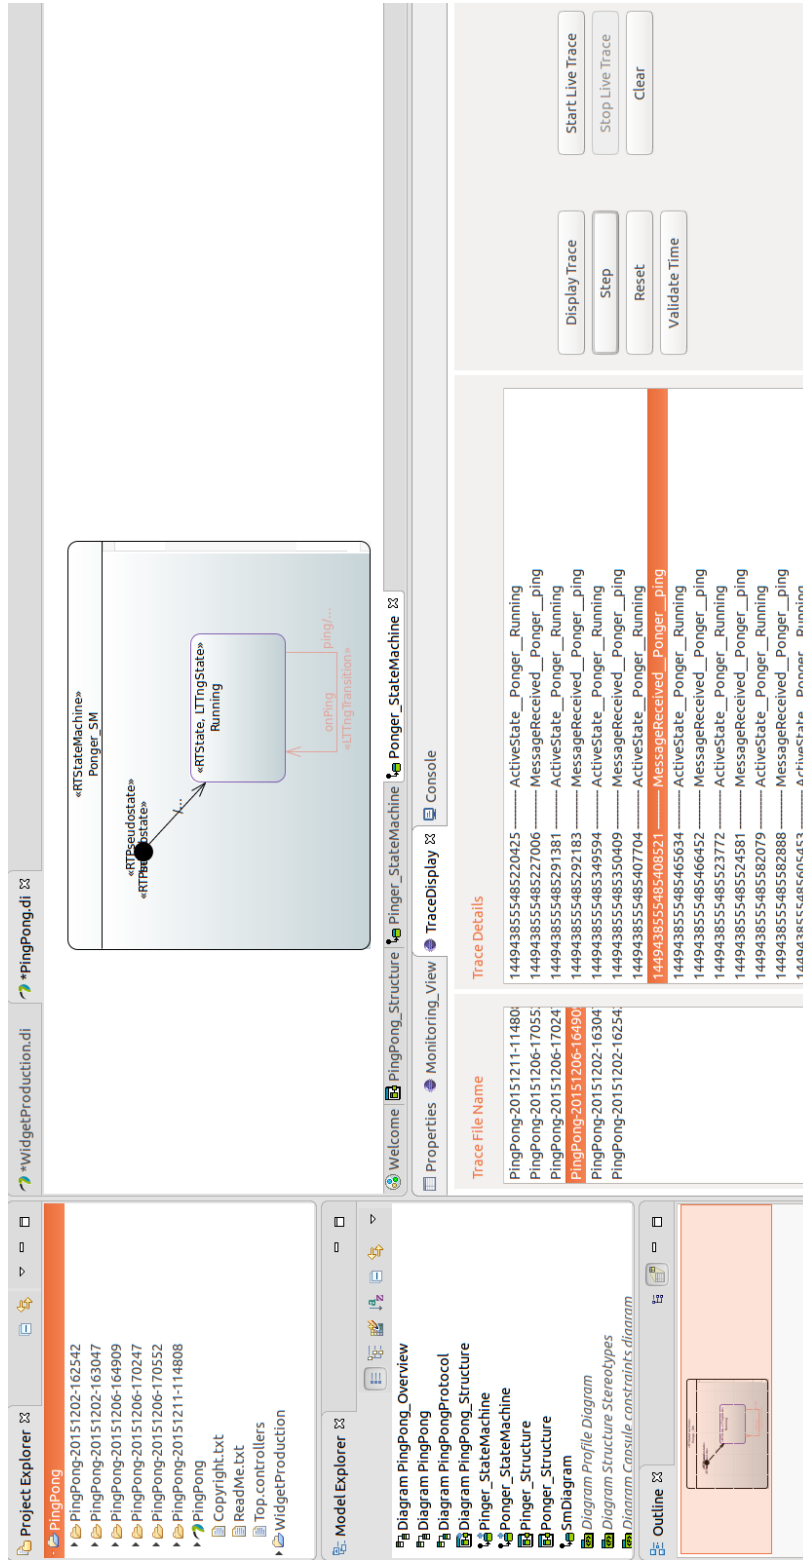 Project Explorer
PingPong
PingPong-20151202-162542
PingPong-20151202-163047
PingPong-20151206-164909
PingPong-20151206-170247
PingPong-20151206-170552
PingPong-20151211-114808
PingPong
Copyright.txt
ReadMe.txt
Top.controllers
WidgetProduction
Model Explorer
Diagram PingPong_Overview
Diagram PingPong
Diagram PingPongProtocol
Diagram PingPong_Structure
Pinger_StateMachine
Ponger_StateMachine
Pinger_Structure
Ponger_Structure
SmDiagram
Diagram Profile Diagram
Diagram Structure Stereotypes
Diagram Capsule constraints diagram
Outline
*WidgetProduction.di
*PingPong.di
«RTStateMachine»
Ponger_SM
«RTPseudostate»
/...
«RTState, LTTngState»
Running
onPing
ping/...
«LTTngTransition»
Welcome
PingPong_Structure
Pinger_StateMachine
Ponger_StateMachine
Properties
Monitoring_View
TraceDisplay
Console
Trace File Name
PingPong-20151211-11480
PingPong-20151206-17055
PingPong-20151206-17024
PingPong-20151206-16490
PingPong-20151202-16304
PingPong-20151202-16254
Trace Details
1449438555485220425 ------- ActiveState__Ponger__Running
1449438555485227006 ------- MessageReceived__Ponger__ping
1449438555485291381 ------- ActiveState__Ponger__Running
1449438555485292183 ------- MessageReceived__Ponger__ping
1449438555485349594 ------- ActiveState__Ponger__Running
1449438555485350409 ------- MessageReceived__Ponger__ping
1449438555485407704 ------- ActiveState__Ponger__Running
1449438555485408521 ------- MessageReceived__Ponger__ping
1449438555485465634 ------- ActiveState__Ponger__Running
1449438555485466452 ------- MessageReceived__Ponger__ping
1449438555485523772 ------- ActiveState__Ponger__Running
1449438555485524581 ------- MessageReceived__Ponger__ping
1449438555485582079 ------- ActiveState__Ponger__Running
1449438555485582888 ------- MessageReceived__Ponger__ping
1449438555485605453 ------- ActiveState__Ponger__Running
Display Trace
Step
Reset
Validate Time
Start Live Trace
Stop Live Trace
Clear